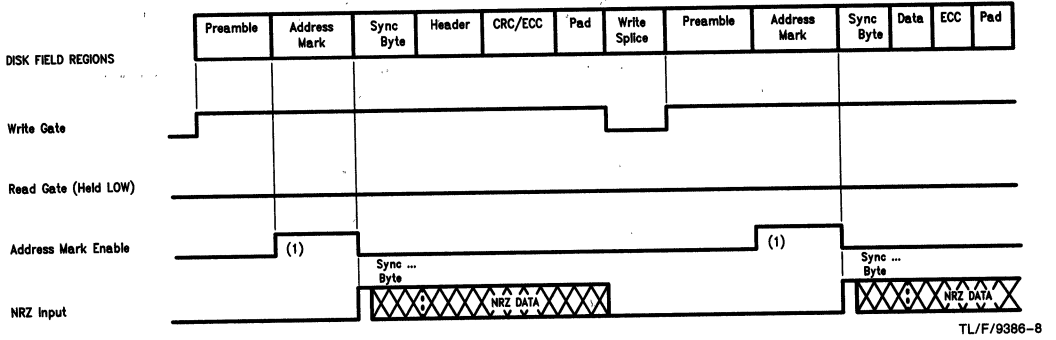 Preamble Address Sync Header CRC/ECC Pad Write Preamble Address Sync Data ECC Pad
Mark Byte Splice Mark Byte
DISK FIELD REGIONS
Write Gate
Read Gate (Held LOW)
Address Mark Enable (1) (1)
Sync ... Sync ...
Byte Byte
NRZ Input NRZ DATA NRZ DATA
TL/F/9386-8